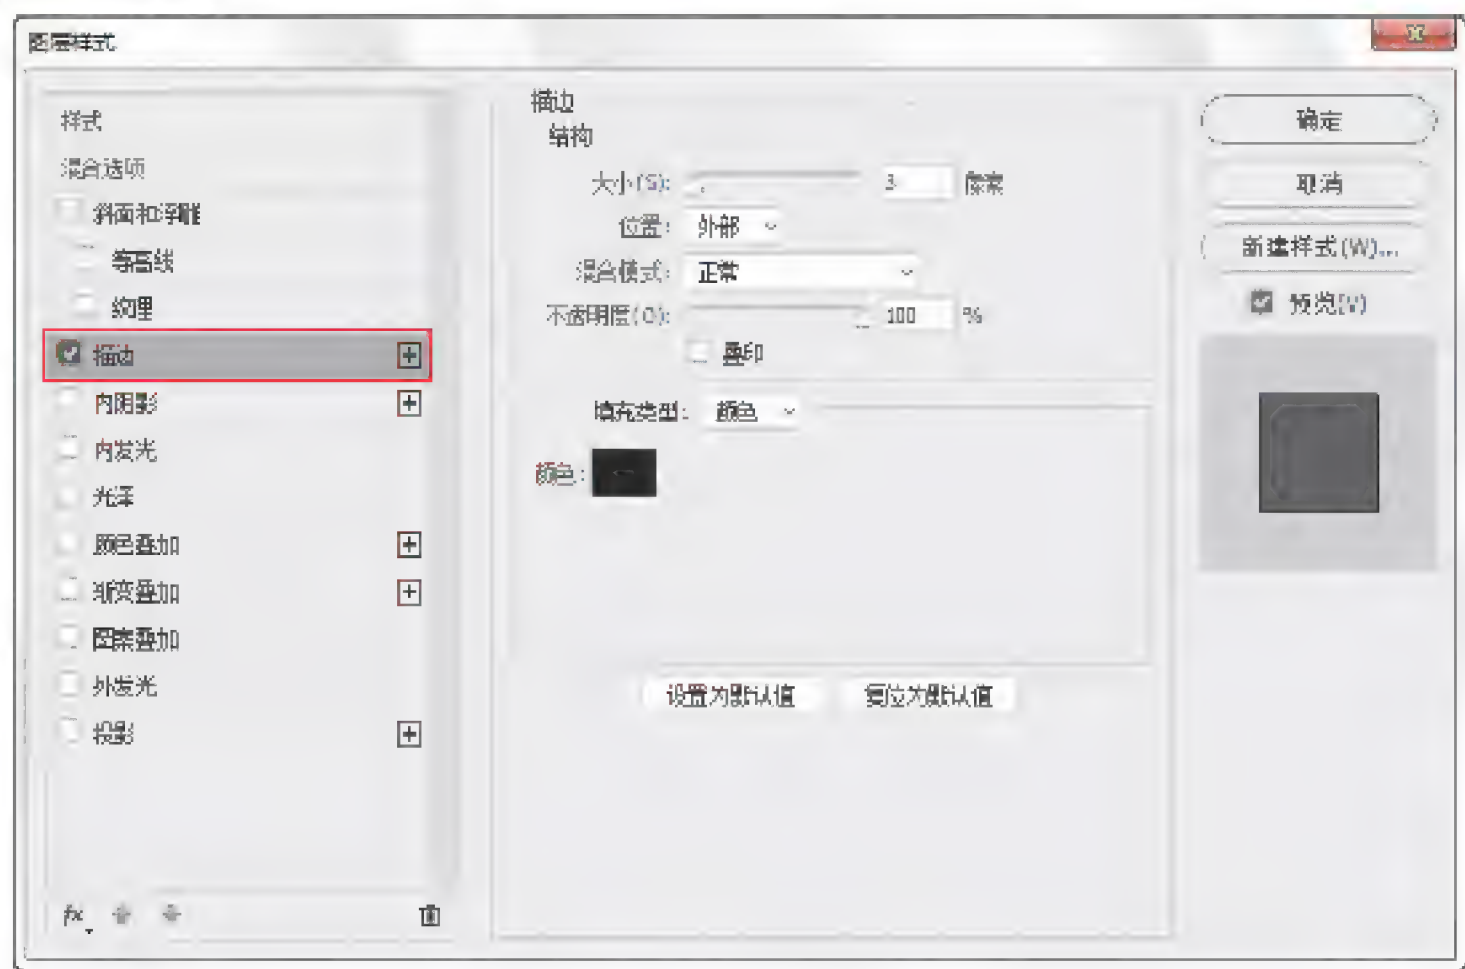 图层样式
样式
混合选项
斜面和浮雕
等高线
纹理
描边
内阴影
内发光
光泽
颜色叠加
渐变叠加
图案叠加
外发光
投影
fx
描边
结构
大小(S): 3 像素
位置: 外部
混合模式: 正常
不透明度(O): 100 %
叠印
填充类型: 颜色
颜色:
设置为默认值 复位为默认值
确定
取消
新建样式(W)...
预览(V)